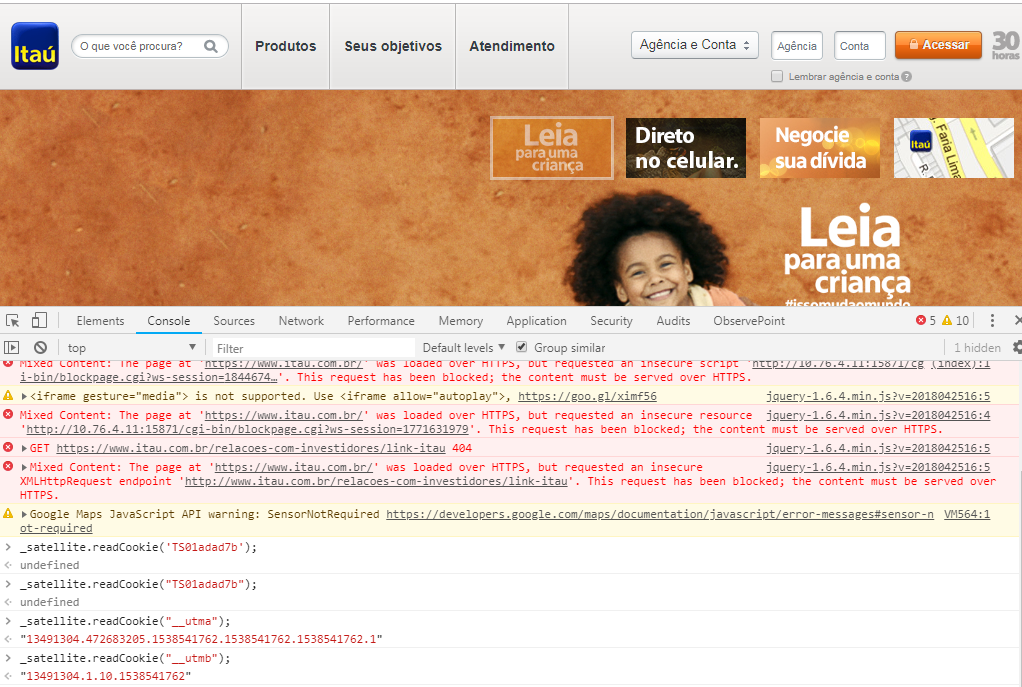 Itaú
O que você procura?
Produtos
Seus objetivos
Atendimento
Agência e Conta
Agência
Conta
Acessar
30
horas
Lembrar agência e conta ?
Leia
para uma
criança
Direto
no celular.
Negocie
sua dívida
Itaú
Faria Lima
R.
Leia
para uma
criança
#issomudaomundo
Elements
Console
Sources
Network
Performance
Memory
Application
Security
Audits
ObservePoint
5
10
top
Filter
Default levels
Group similar
1 hidden
Mixed Content: The page at 'https://www.itau.com.br/' was loaded over HTTPS, but requested an insecure script 'http://10.76.4.11:15871/cg (index):1
i-bin/blockpage.cgi?ws-session=1844674…'. This request has been blocked; the content must be served over HTTPS.
<iframe gesture="media"> is not supported. Use <iframe allow="autoplay">, https://goo.gl/ximf56 jquery-1.6.4.min.js?v=2018042516:5
Mixed Content: The page at 'https://www.itau.com.br/' was loaded over HTTPS, but requested an insecure resource jquery-1.6.4.min.js?v=2018042516:4
'http://10.76.4.11:15871/cgi-bin/blockpage.cgi?ws-session=1771631979'. This request has been blocked; the content must be served over HTTPS.
GET https://www.itau.com.br/relacoes-com-investidores/link-itau 404 jquery-1.6.4.min.js?v=2018042516:5
Mixed Content: The page at 'https://www.itau.com.br/' was loaded over HTTPS, but requested an insecure jquery-1.6.4.min.js?v=2018042516:5
XMLHttpRequest endpoint 'http://www.itau.com.br/relacoes-com-investidores/link-itau'. This request has been blocked; the content must be served over
HTTPS.
Google Maps JavaScript API warning: SensorNotRequired https://developers.google.com/maps/documentation/javascript/error-messages#sensor-n VM564:1
ot-required
> _satellite.readCookie('TS01adad7b');
undefined
> _satellite.readCookie("TS01adad7b");
undefined
> _satellite.readCookie("__utma");
"13491304.472683205.1538541762.1538541762.1538541762.1"
> _satellite.readCookie("__utmb");
"13491304.1.10.1538541762"